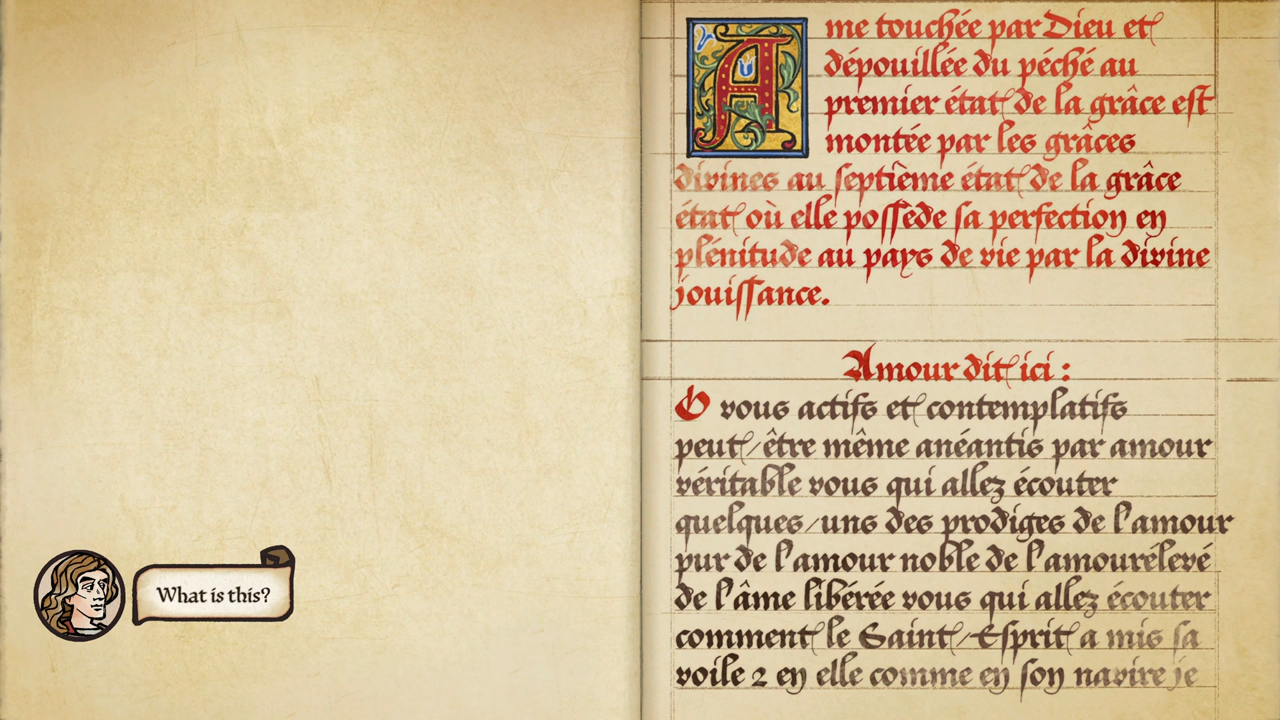 What is this?
Ame touchée par Dieu et
dépouillée du péché au
premier état de la grâce est
montée par les grâces
divines au septième état de la grâce
état où elle possède sa perfection en
plénitude au pays de vie par la divine
jouissance.
Amour dit ici :
O vous actifs et contemplatifs
peut-être même anéantis par amour
véritable vous qui allez écouter
quelques-uns des prodiges de l'amour
pur de l'amour noble de l'amourélevé
de l'âme libérée vous qui allez écouter
comment le Saint-Esprit a mis sa
voile 2 en elle comme en son navire je